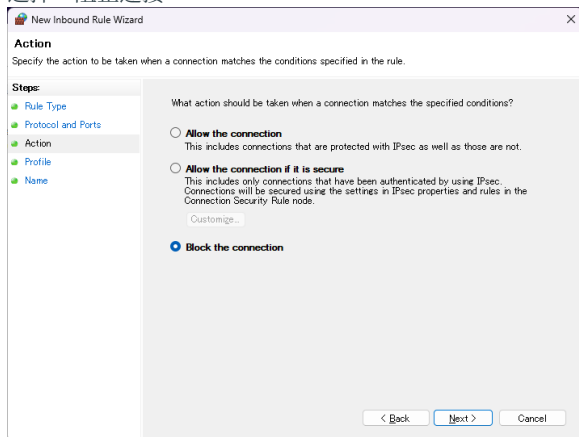 New Inbound Rule Wizard
Action
Specify the action to be taken when a connection matches the conditions specified in the rule.
Steps:
Rule Type
Protocol and Ports
Action
Profile
Name
What action should be taken when a connection matches the specified conditions?
Allow the connection
This includes connections that are protected with IPsec as well as those are not.
Allow the connection if it is secure
This includes only connections that have been authenticated by using IPsec.
Connections will be secured using the settings in IPsec properties and rules in the
Connection Security Rule node.
Customize...
Block the connection
< Back
Next >
Cancel